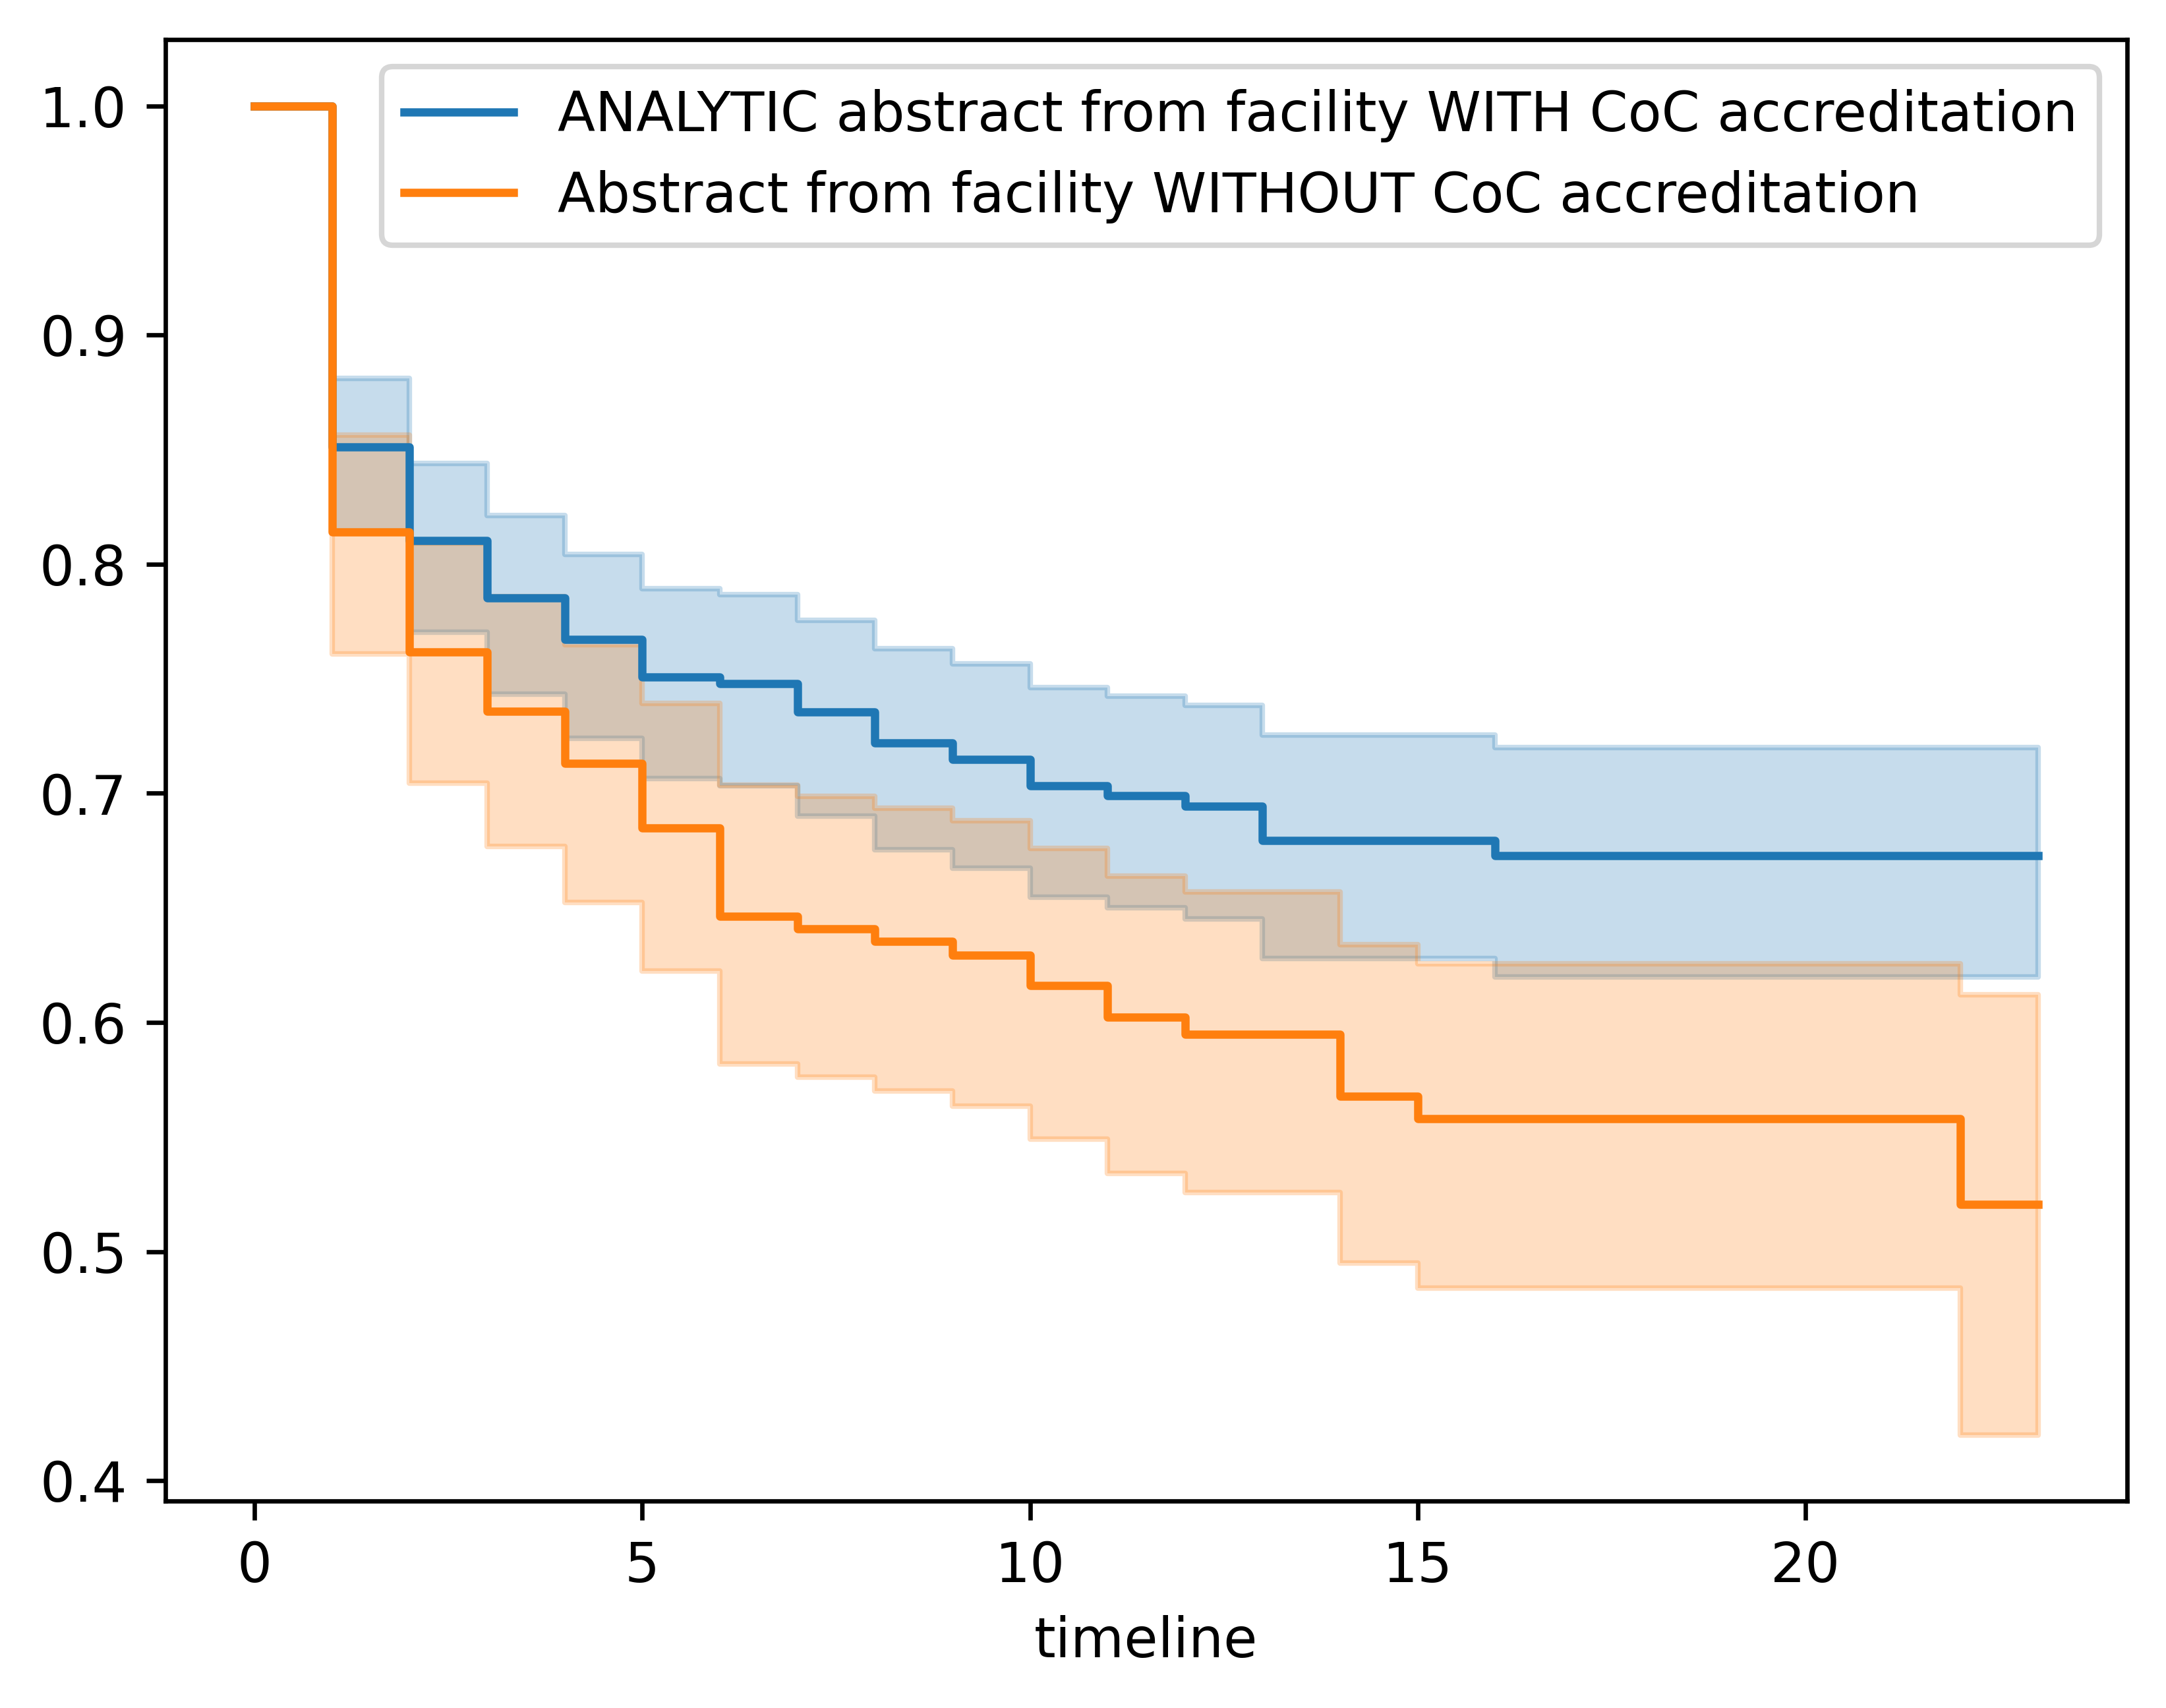 ANALYTIC abstract from facility WITH CoC accreditation
Abstract from facility WITHOUT CoC accreditation
1.0
0.9
0.8
0.7
0.6
0.5
0.4
0 5 10 15 20
timeline